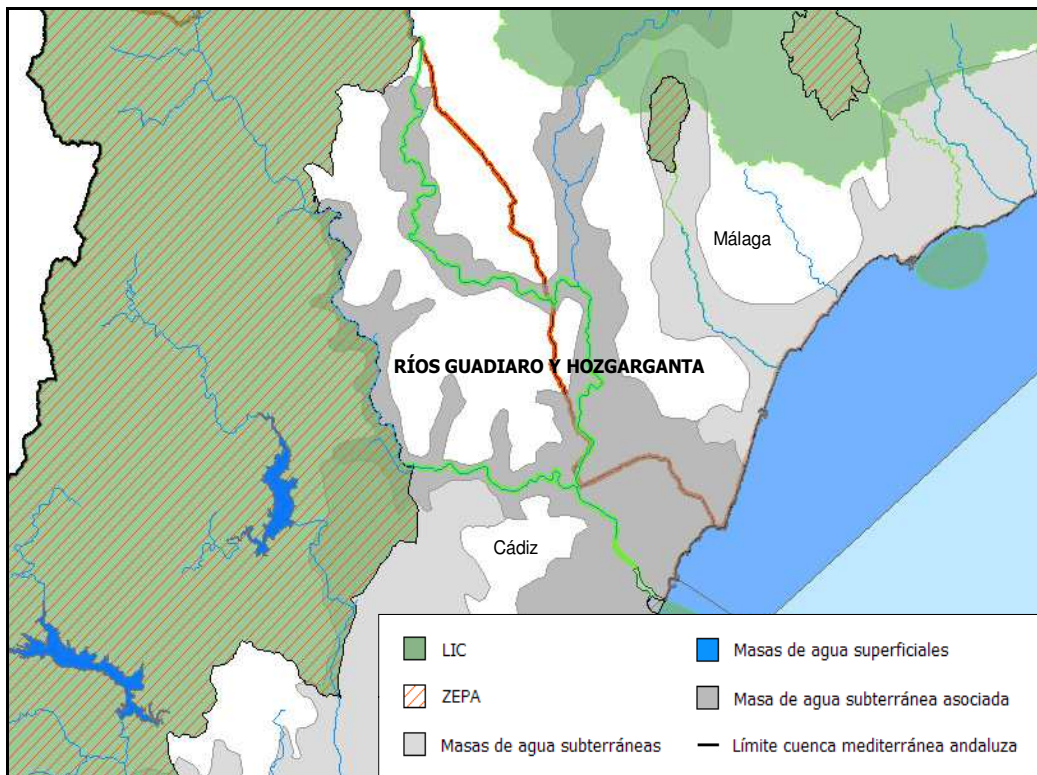 Málaga
RÍOS GUADIARO Y HOZGARGANTA
Cádiz
LIC
ZEPA
Masas de agua subterráneas
Masas de agua superficiales
Masa de agua subterránea asociada
Límite cuenca mediterránea andaluza